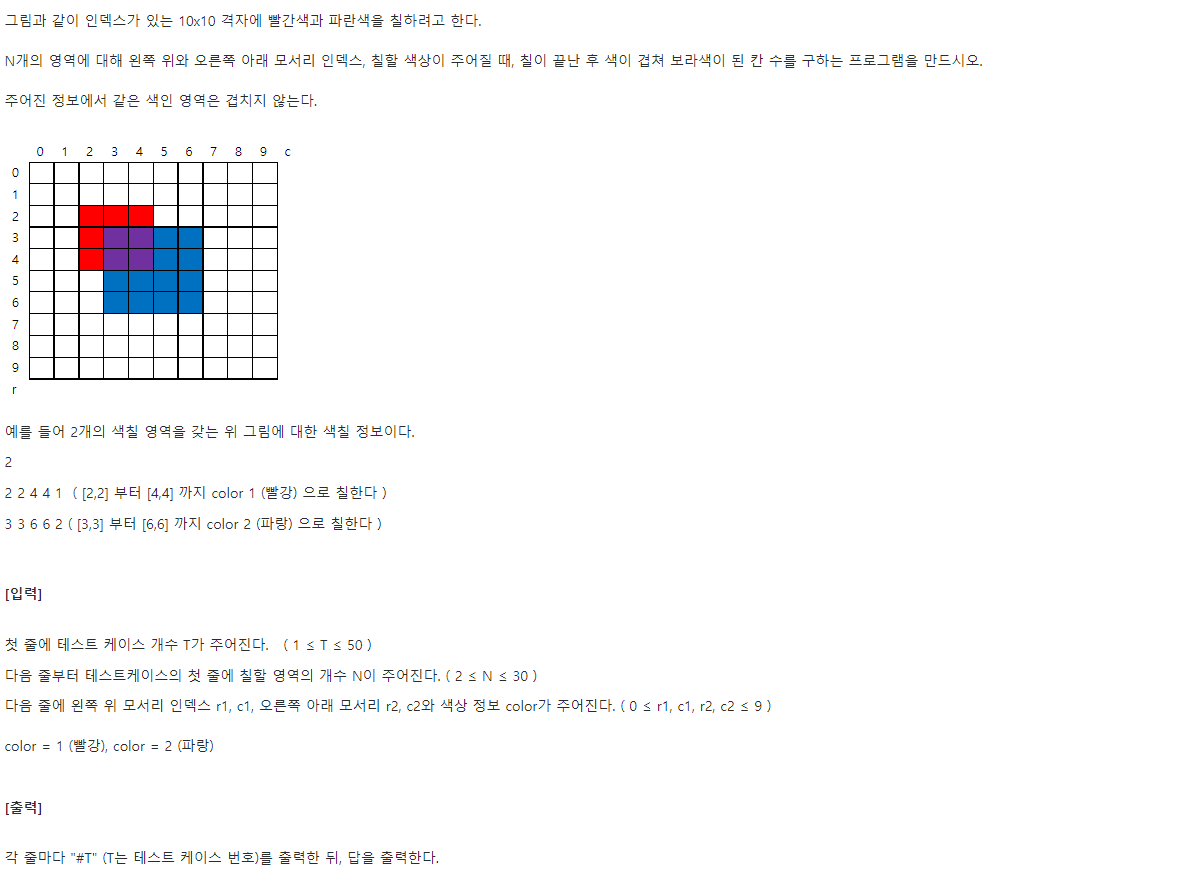 그림과 같이 인덱스가 있는 10x10 격자에 빨간색과 파란색을 칠하려고 한다.
N개의 영역에 대해 왼쪽 위와 오른쪽 아래 모서리 인덱스, 칠할 색상이 주어질 때, 칠이 끝난 후 색이 겹쳐 보라색이 된 칸 수를 구하는 프로그램을 만드시오.
주어진 정보에서 같은 색인 영역은 겹치지 않는다.
0 1 2 3 4 5 6 7 8 9 c
0
1
2
3
4
5
6
7
8
9
r
예를 들어 2개의 색칠 영역을 갖는 위 그림에 대한 색칠 정보이다.
2
2 2 4 4 1 ( [2,2] 부터 [4,4] 까지 color 1 (빨강) 으로 칠한다 )
3 3 6 6 2 ( [3,3] 부터 [6,6] 까지 color 2 (파랑) 으로 칠한다 )
[입력]
첫 줄에 테스트 케이스 개수 T가 주어진다. ( 1 ≤ T ≤ 50 )
다음 줄부터 테스트케이스의 첫 줄에 칠할 영역의 개수 N이 주어진다. ( 2 ≤ N ≤ 30 )
다음 줄에 왼쪽 위 모서리 인덱스 r1, c1, 오른쪽 아래 모서리 r2, c2와 색상 정보 color가 주어진다. ( 0 ≤ r1, c1, r2, c2 ≤ 9 )
color = 1 (빨강), color = 2 (파랑)
[출력]
각 줄마다 "#T" (T는 테스트 케이스 번호)를 출력한 뒤, 답을 출력한다.